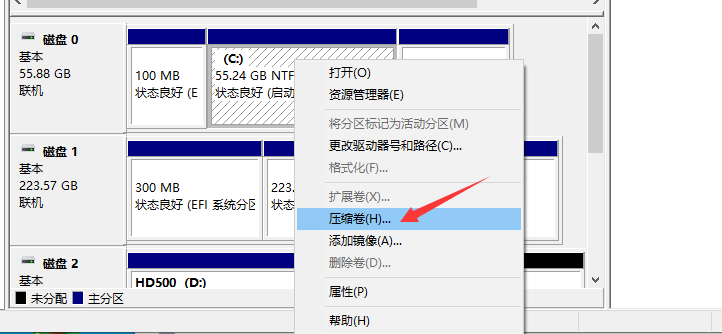 磁盘 0
基本
55.88 GB
联机
100 MB
状态良好 (E
(C:)
55.24 GB NTF
状态良好 (启动
磁盘 1
基本
223.57 GB
联机
300 MB
状态良好 (EFI 系统分区
223.
状态
磁盘 2
基本
HD500 (D:)
未分配
主分区
打开(O)
资源管理器(E)
将分区标记为活动分区(M)
更改驱动器号和路径(C)...
格式化(F)...
扩展卷(X)...
压缩卷(H)...
添加镜像(A)...
删除卷(D)...
属性(P)
帮助(H)